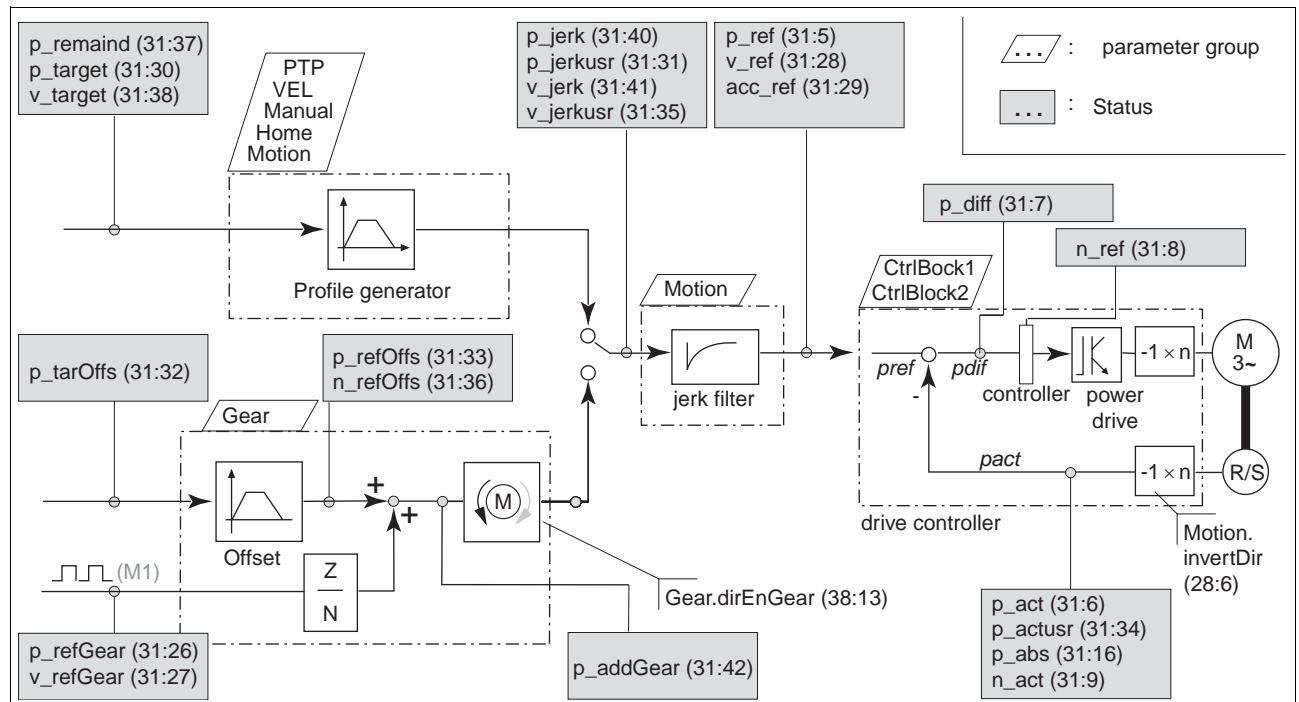 p_remaind (31:37)
p_target (31:30)
v_target (31:38)
PTP
VEL
Manual
Home
Motion
p_jerk (31:40)
p_jerkusr (31:31)
v_jerk (31:41)
v_jerkusr (31:35)
p_ref (31:5)
v_ref (31:28)
acc_ref (31:29)
... : parameter group
... : Status
Profile generator
p_diff (31:7)
n_ref (31:8)
CtrlBock1
CtrlBlock2
Motion
jerk filter
pref
-
pdif
controller
power
drive
-1 × n
M
3~
pact
-1 × n
R/S
drive controller
Motion.
invertDir
(28:6)
p_tarOffs (31:32)
p_refOffs (31:33)
n_refOffs (31:36)
Gear
Offset
+
+
M
(M1)
Z
N
Gear.dirEnGear (38:13)
p_refGear (31:26)
v_refGear (31:27)
p_addGear (31:42)
p_act (31:6)
p_actusr (31:34)
p_abs (31:16)
n_act (31:9)